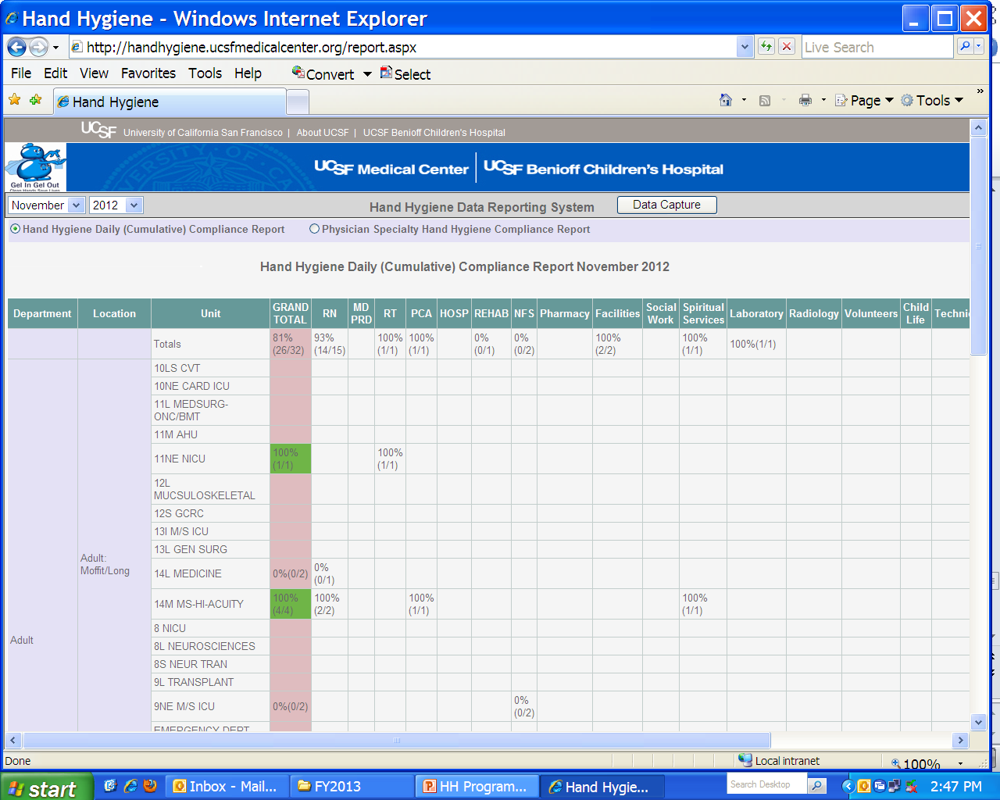 Hand Hygiene - Windows Internet Explorer
http://handhygiene.ucsfmedicalcenter.org/report.aspx
Live Search
File Edit View Favorites Tools Help Convert Select
Hand Hygiene
Page Tools
UCSF University of California San Francisco | About UCSF | UCSF Benioff Children's Hospital
Gel In Gel Out
Clean Hands Save Lives
UCSF Medical Center | UCSF Benioff Children's Hospital
November 2012 Hand Hygiene Data Reporting System Data Capture
Hand Hygiene Daily (Cumulative) Compliance Report Physician Specialty Hand Hygiene Compliance Report
Hand Hygiene Daily (Cumulative) Compliance Report November 2012
Department Location Unit GRAND TOTAL RN MD PRD RT PCA HOSP REHAB NFS Pharmacy Facilities Social Work Spiritual Services Laboratory Radiology Volunteers Child Life Technic
Totals 81% (26/32) 93% (14/15) 100% (1/1) 100% (1/1) 0% (0/1) 0% (0/2) 100% (2/2) 100% (1/1) 100%(1/1)
Adult
Adult: Moffit/Long
10LS CVT
10NE CARD ICU
11L MEDSURG-
ONC/BMT
11M AHU
11NE NICU 100% (1/1) 100% (1/1)
12L
MUCSULOSKELETAL
12S GCRC
13I M/S ICU
13L GEN SURG
14L MEDICINE 0%(0/2) 0% (0/1)
14M MS-HI-ACUITY 100% (4/4) 100% (2/2) 100% (1/1) 100% (1/1)
8 NICU
8L NEUROSCIENCES
8S NEUR TRAN
9L TRANSPLANT
9NE M/S ICU 0%(0/2) 0% (0/2)
EMERGENCY DEPT
Done Local intranet 100%
start Inbox - Mail... FY2013 HH Program... Hand Hygie... Search Desktop 2:47 PM